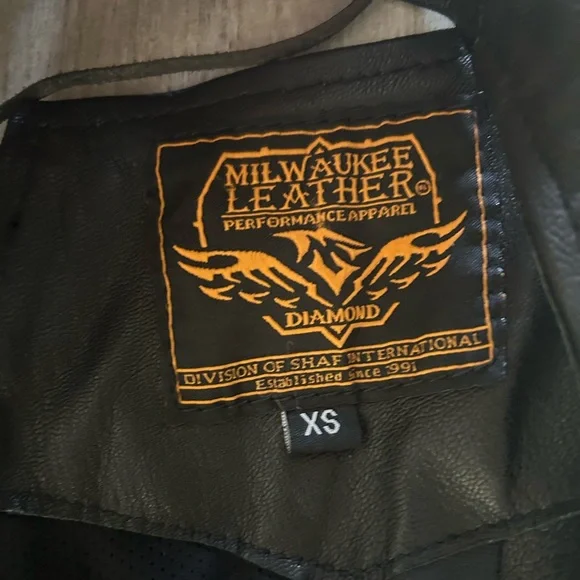 MILWAUKEE
LEATHER
PERFORMANCE APPAREL
DIAMOND
DIVISION OF SHAF INTERNATIONAL
Established Since 1991
XS